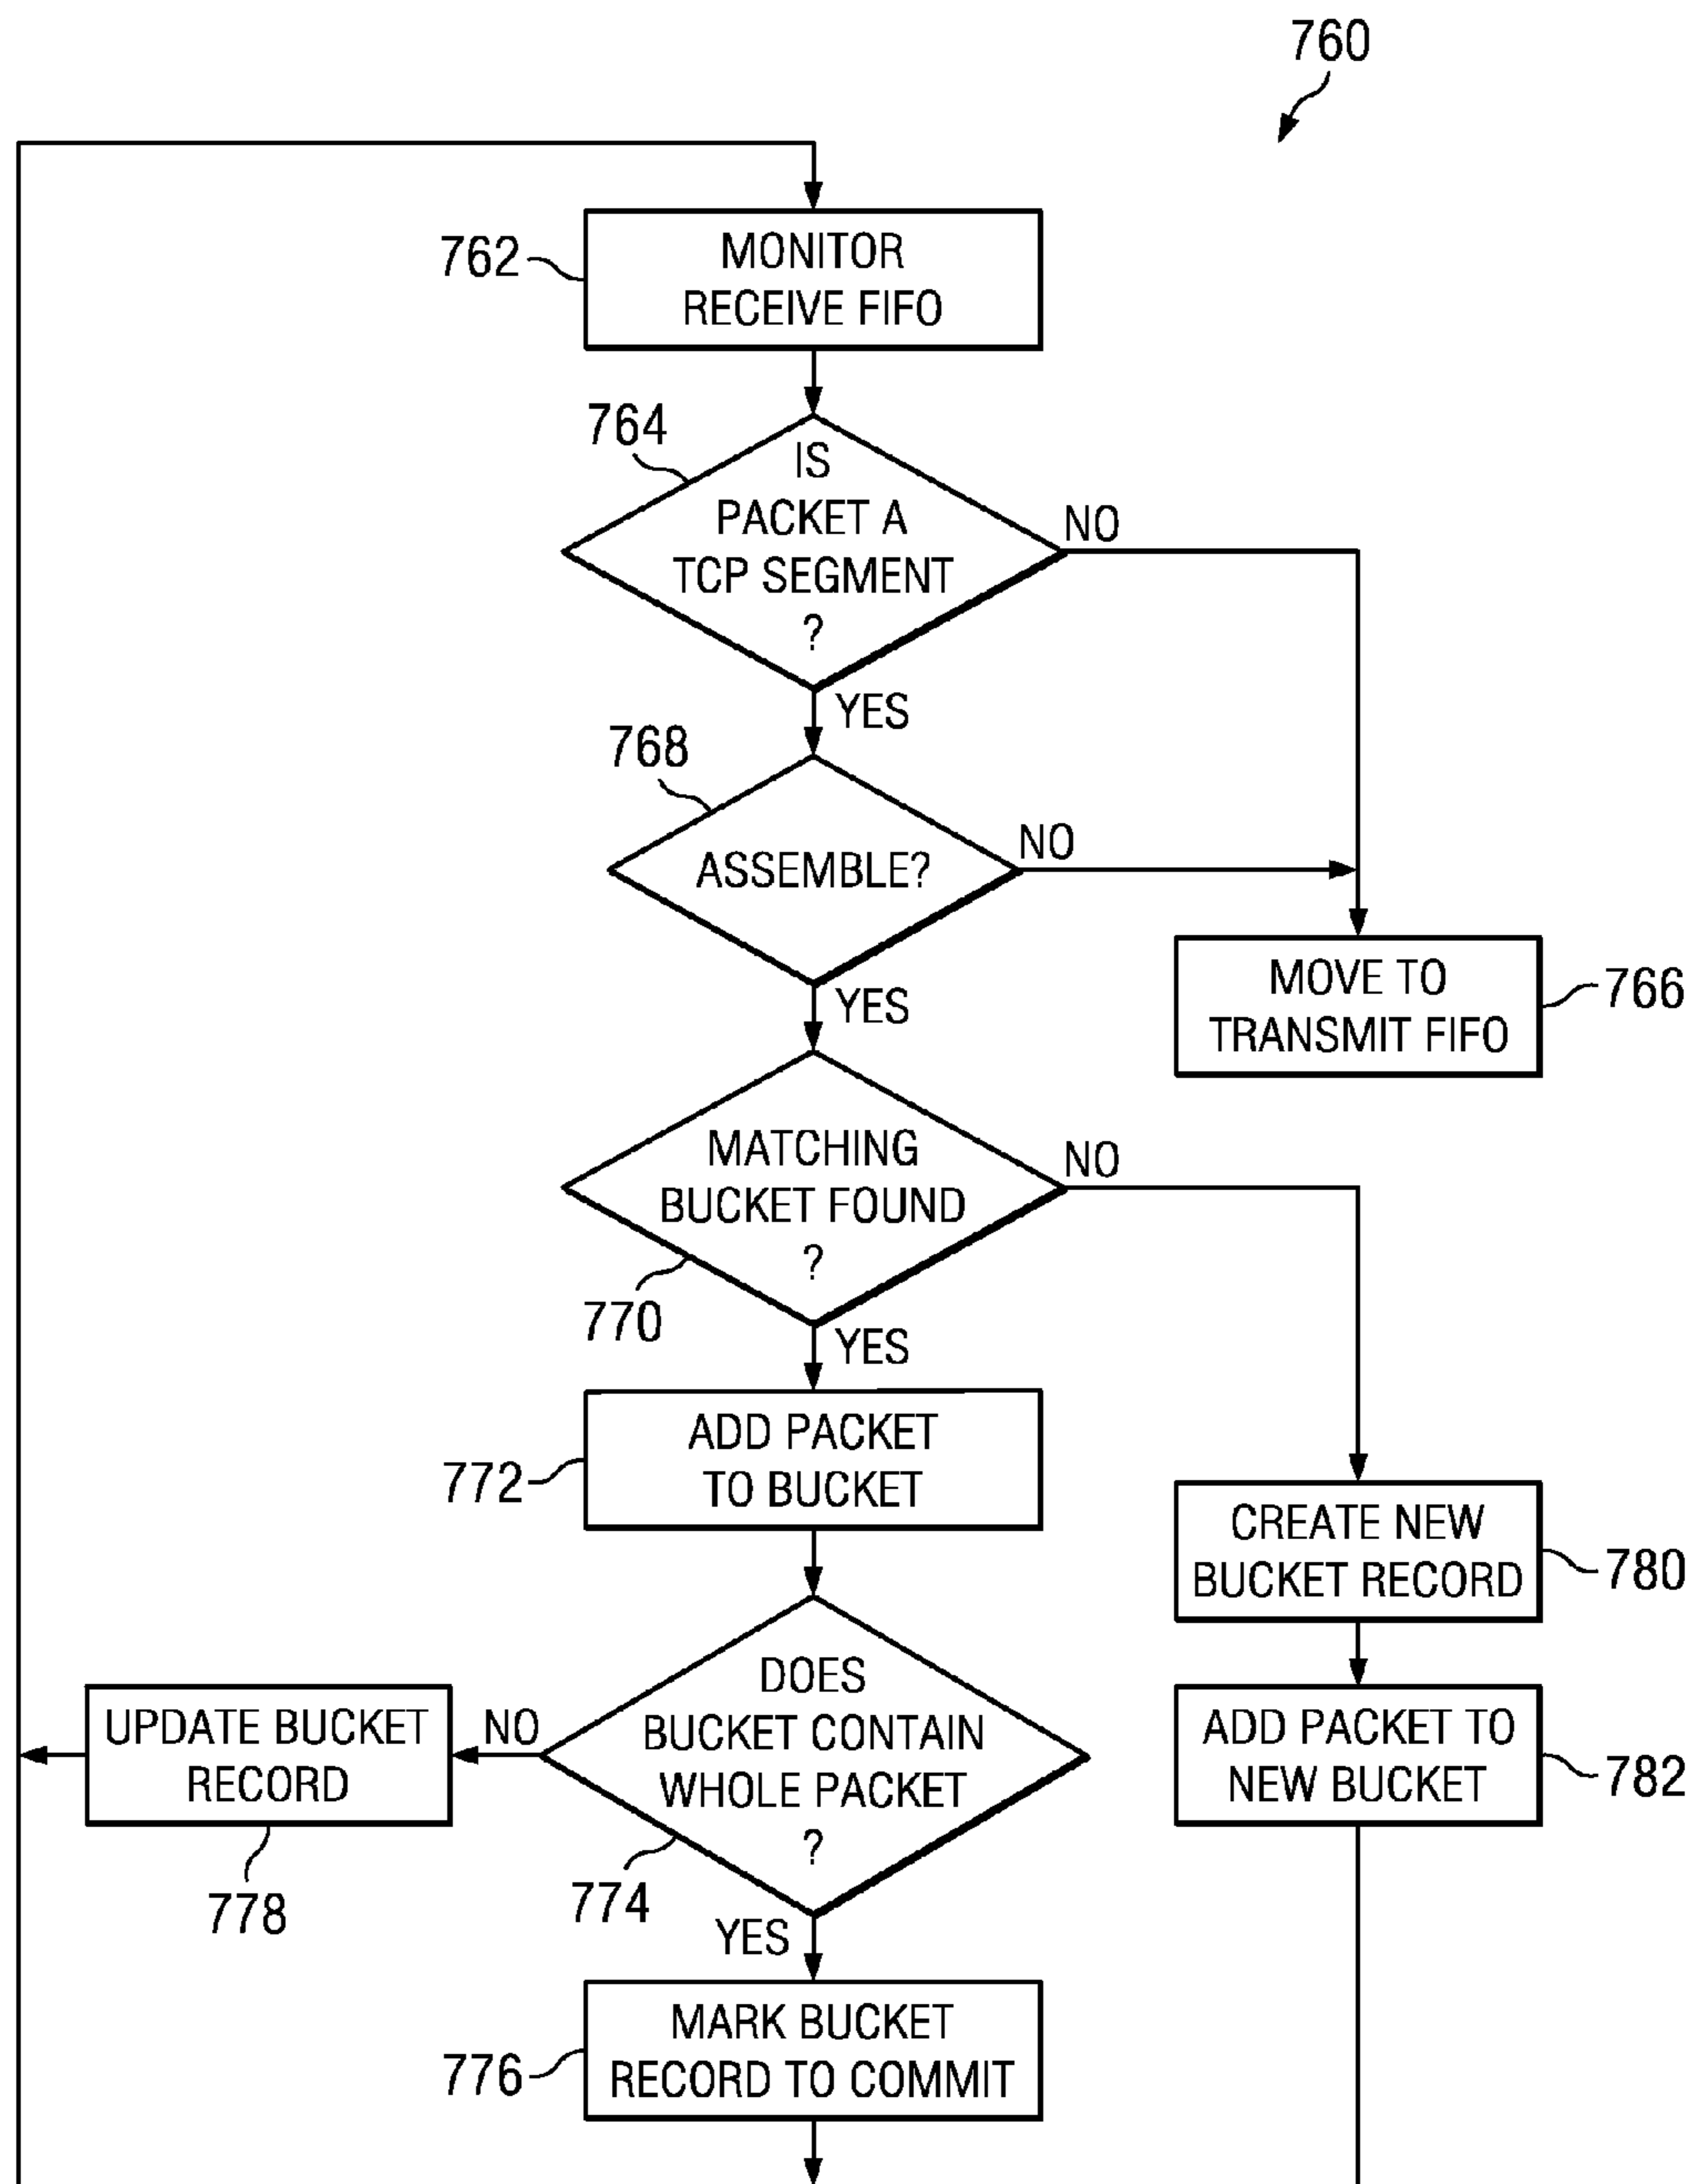 760
762
MONITOR
RECEIVE FIFO
764
IS
PACKET A
TCP SEGMENT
?
NO
YES
768
ASSEMBLE?
NO
YES
MOVE TO
TRANSMIT FIFO
766
MATCHING
BUCKET FOUND
?
NO
770
YES
772
ADD PACKET
TO BUCKET
CREATE NEW
BUCKET RECORD
780
DOES
BUCKET CONTAIN
WHOLE PACKET
?
NO
UPDATE BUCKET
RECORD
778
774
YES
ADD PACKET TO
NEW BUCKET
782
776
MARK BUCKET
RECORD TO COMMIT